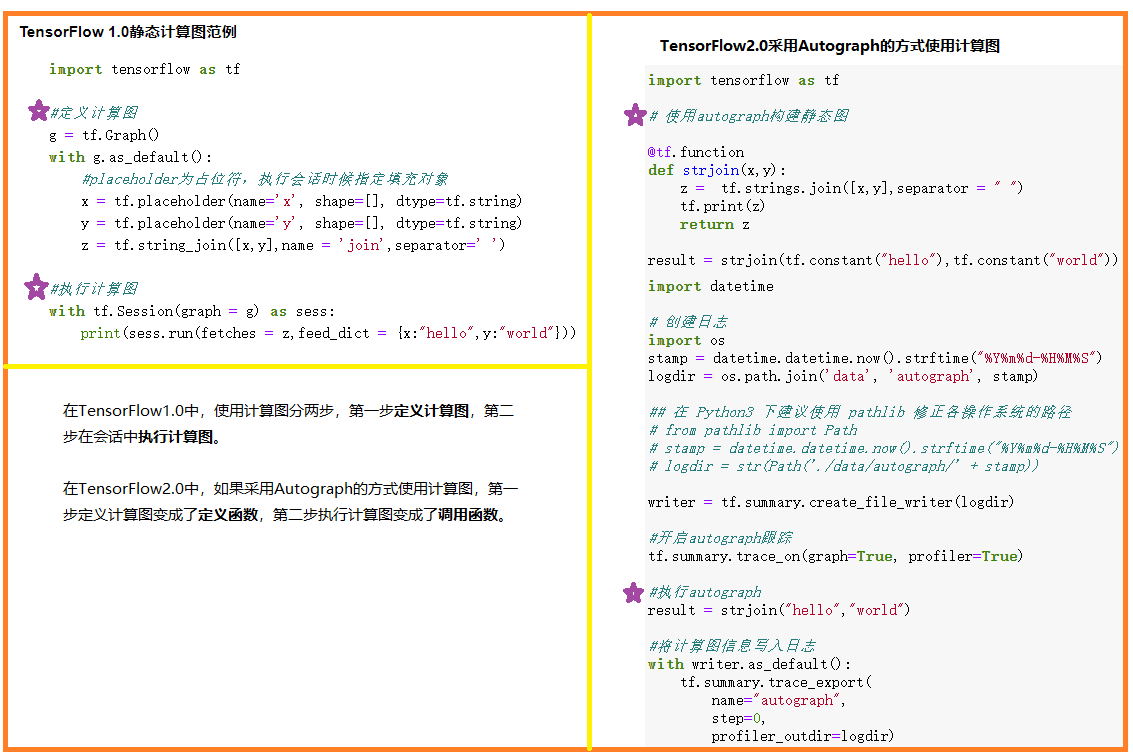 TensorFlow 1.0静态计算图范例
import tensorflow as tf
#定义计算图
g = tf.Graph()
with g.as_default():
#placeholder为占位符，执行会话时候指定填充对象
x = tf.placeholder(name='x', shape=[], dtype=tf.string)
y = tf.placeholder(name='y', shape=[], dtype=tf.string)
z = tf.string_join([x,y],name = 'join',separator=' ')
#执行计算图
with tf.Session(graph = g) as sess:
print(sess.run(fetches = z,feed_dict = {x:"hello",y:"world"}))
在TensorFlow1.0中，使用计算图分两步，第一步定义计算图，第二
步在会话中执行计算图。
在TensorFlow2.0中，如果采用Autograph的方式使用计算图，第一
步定义计算图变成了定义函数，第二步执行计算图变成了调用函数。
TensorFlow2.0采用Autograph的方式使用计算图
import tensorflow as tf
# 使用autograph构建静态图
@tf.function
def strjoin(x,y):
z =  tf.strings.join([x,y],separator = " ")
tf.print(z)
return z
result = strjoin(tf.constant("hello"),tf.constant("world"))
import datetime
# 创建日志
import os
stamp = datetime.datetime.now().strftime("%Y%m%d-%H%M%S")
logdir = os.path.join('data', 'autograph', stamp)
## 在 Python3 下建议使用 pathlib 修正各操作系统的路径
# from pathlib import Path
# stamp = datetime.datetime.now().strftime("%Y%m%d-%H%M%S")
# logdir = str(Path('./data/autograph/' + stamp))
writer = tf.summary.create_file_writer(logdir)
#开启autograph跟踪
tf.summary.trace_on(graph=True, profiler=True)
#执行autograph
result = strjoin("hello","world")
#将计算图信息写入日志
with writer.as_default():
tf.summary.trace_export(
name="autograph",
step=0,
profiler_outdir=logdir)